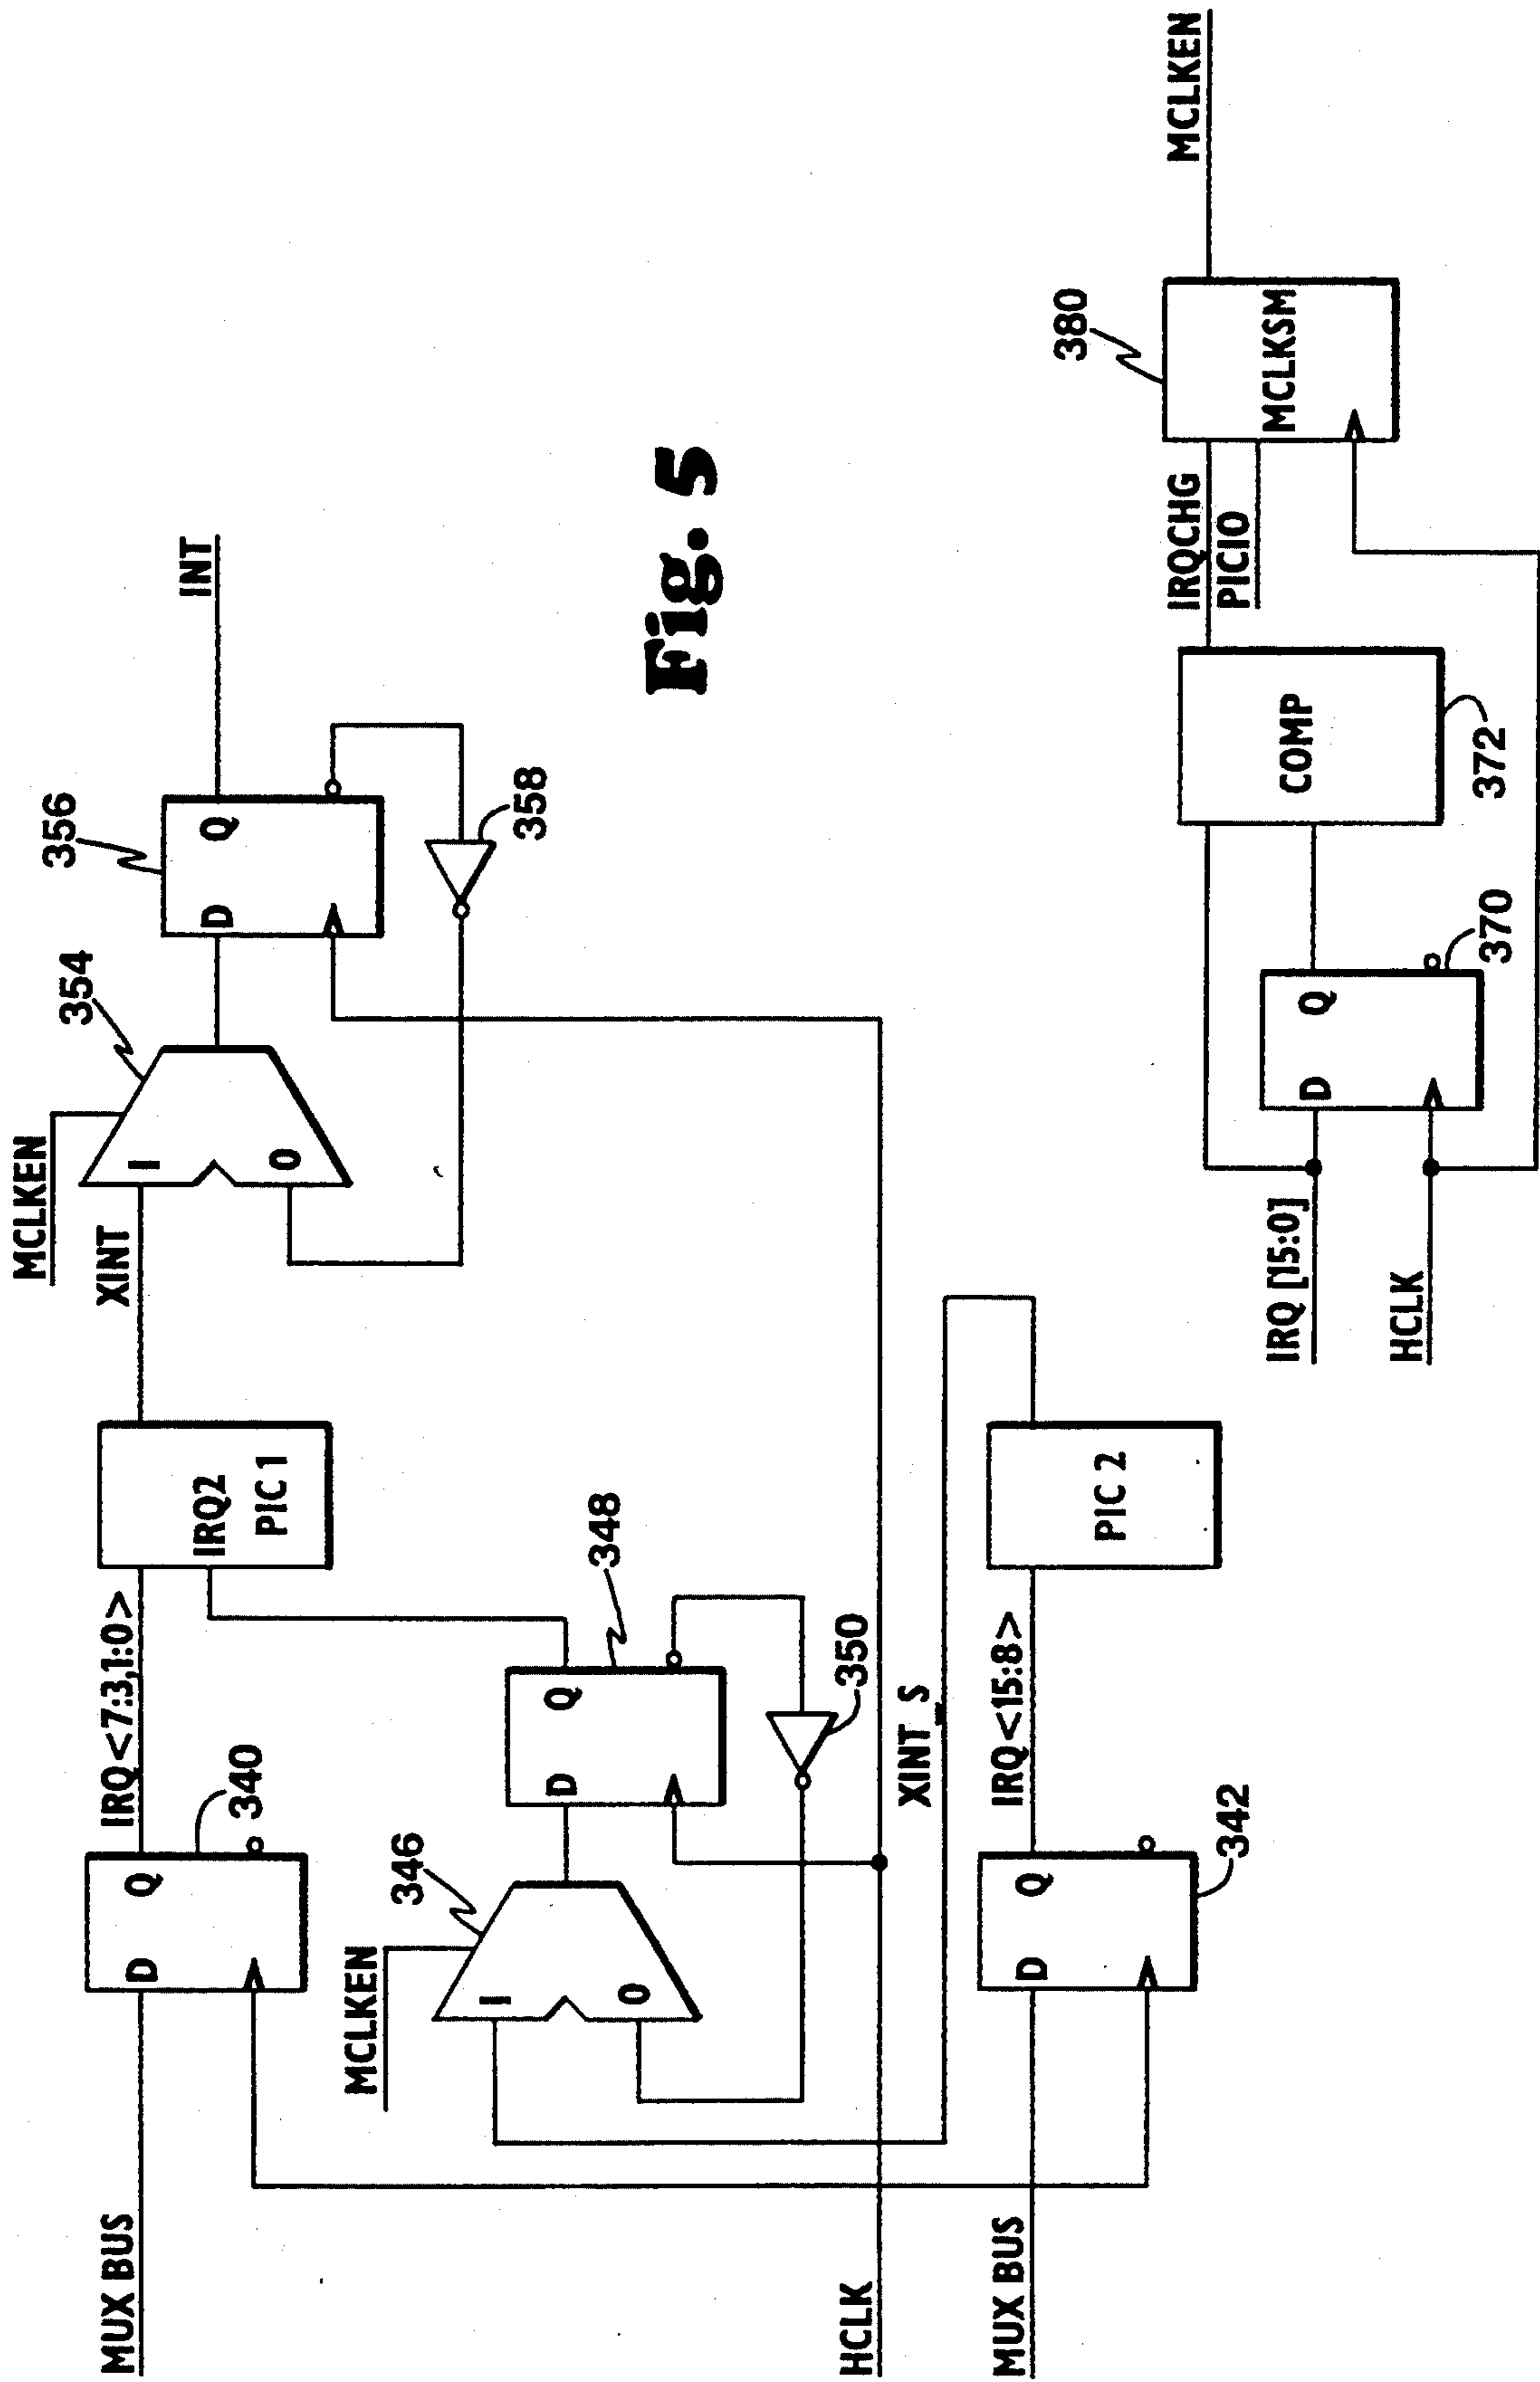 MUX BUS
D Q
340
IRQ<7:3,1:0>
IRQ2
PIC 1
XINT
MCLKEN
1
0
354
D Q
356
INT
358
MCLKEN
346
1
0
D Q
348
350
HCLK
XINT_S
MUX BUS
D Q
342
IRQ<15:8>
PIC 2
Fig. 5
IRQ [15:0]
HCLK
D Q
370
COMP
372
IRQCHG
PICIO
380
MCLKSM
MCLKEN